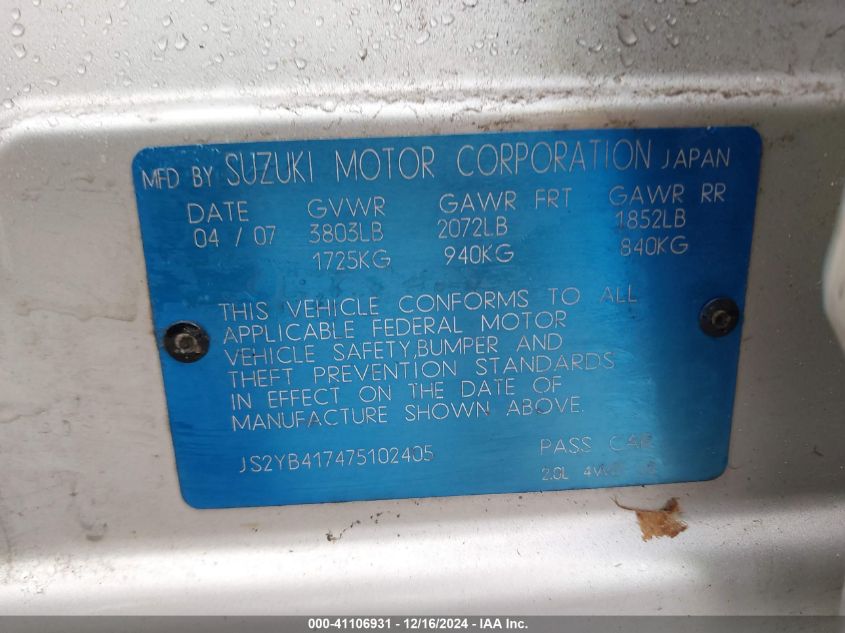 MFD BY SUZUKI MOTOR CORPORATION JAPAN
DATE GVWR GAWR FRT GAWR RR
04 / 07 3803LB 2072LB 1852LB
1725KG 940KG 840KG
THIS VEHICLE CONFORMS TO ALL
APPLICABLE FEDERAL MOTOR
VEHICLE SAFETY,BUMPER AND
THEFT PREVENTION STANDARDS
IN EFFECT ON THE DATE OF
MANUFACTURE SHOWN ABOVE.
JS2YB417475102405 PASS CAR
2.0L
000-41106931 - 12/16/2024 - IAA Inc.